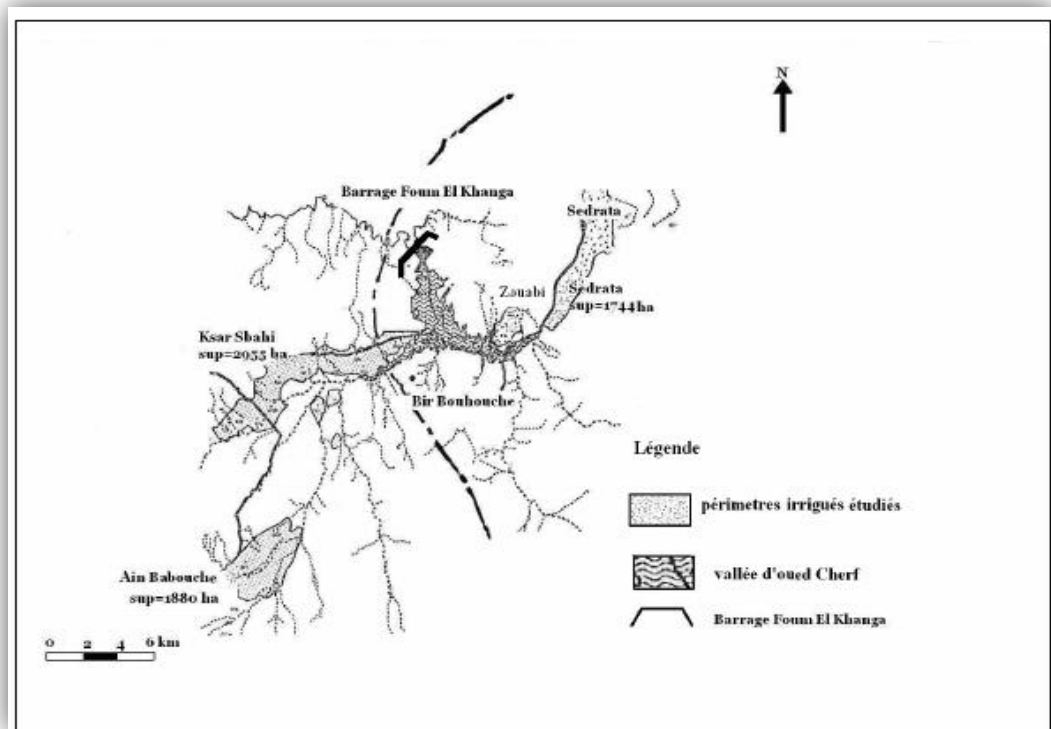 N
Barrage Foum El Khanga
Sedrata
Zouabi
Sedrata
sup=1744ha
Ksar Sbahi
sup=2955 ha
Bir Bouhouche
Légende
périmetres irrigués étudiés
Ain Babouche
sup=1880 ha
vallée d'oued Cherf
Barrage Foum El Khanga
0 2 4 6 km